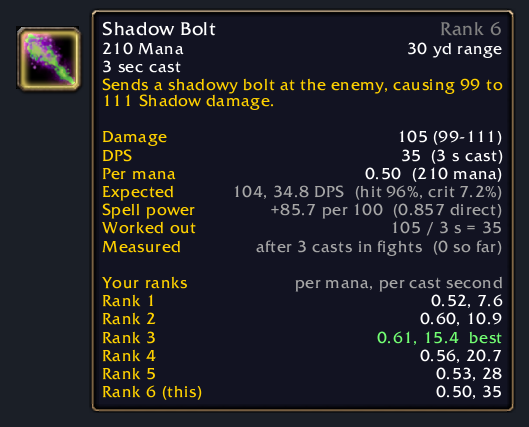 Shadow Bolt Rank 6
210 Mana 30 yd range
3 sec cast
Sends a shadowy bolt at the enemy, causing 99 to
111 Shadow damage.
Damage 105 (99-111)
DPS 35 (3 s cast)
Per mana 0.50 (210 mana)
Expected 104, 34.8 DPS (hit 96%, crit 7.2%)
Spell power +85.7 per 100 (0.857 direct)
Worked out 105 / 3 s = 35
Measured after 3 casts in fights (0 so far)
Your ranks per mana, per cast second
Rank 1 0.52, 7.6
Rank 2 0.60, 10.9
Rank 3 0.61, 15.4 best
Rank 4 0.56, 20.7
Rank 5 0.53, 28
Rank 6 (this) 0.50, 35